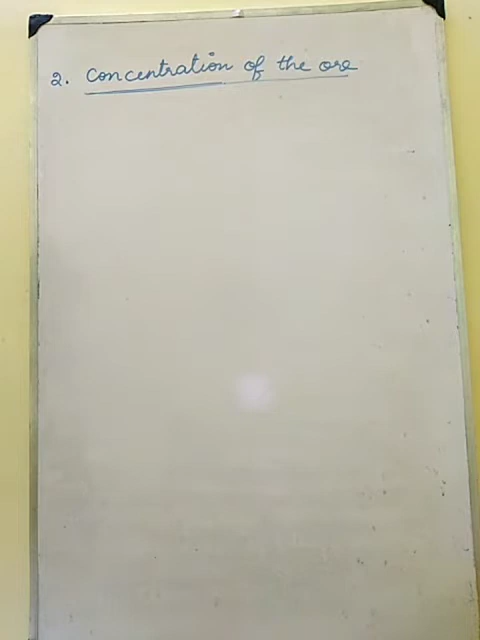 2. Concentration of the ore